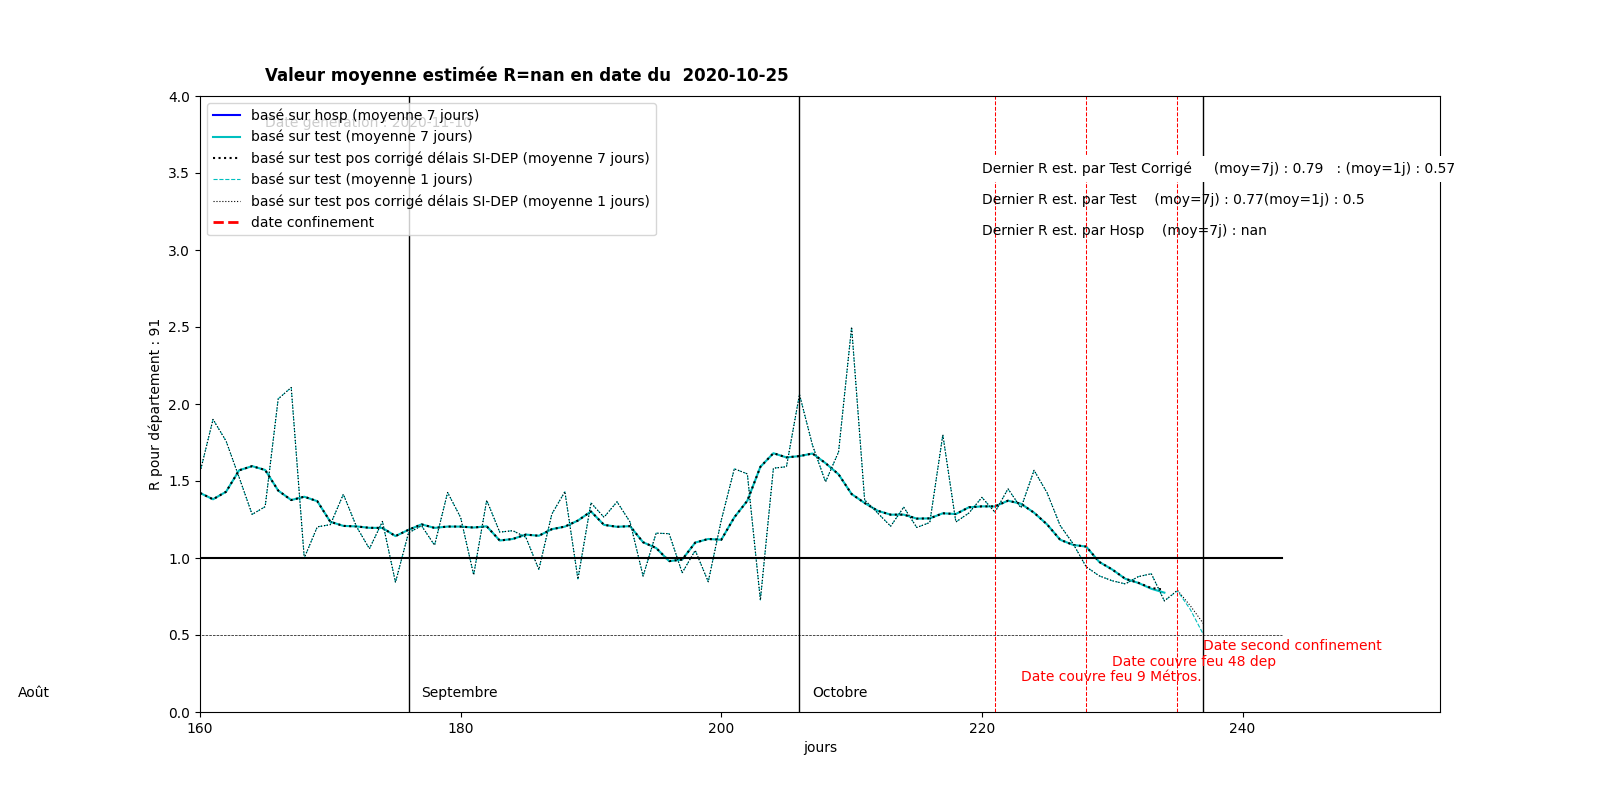 Valeur moyenne estimée R=nan en date du  2020-10-25
4.0
Date génération : 2020-11-10
basé sur hosp (moyenne 7 jours)
basé sur test (moyenne 7 jours)
basé sur test pos corrigé délais SI-DEP (moyenne 7 jours)
basé sur test (moyenne 1 jours)
basé sur test pos corrigé délais SI-DEP (moyenne 1 jours)
date confinement
Dernier R est. par Test Corrigé     (moy=7j) : 0.79   : (moy=1j) : 0.57
Dernier R est. par Test    (moy=7j) : 0.77(moy=1j) : 0.5
Dernier R est. par Hosp    (moy=7j) : nan
3.5
3.0
2.5
2.0
1.5
1.0
0.5
0.0
R pour département : 91
Date second confinement
Date couvre feu 48 dep
Date couvre feu 9 Métros.
Août
Septembre
Octobre
160
180
200
220
240
jours